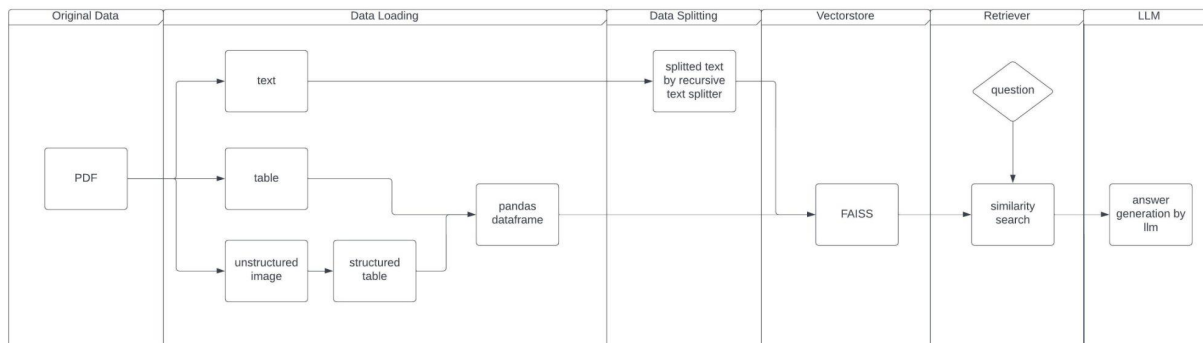 Original Data
Data Loading
Data Splitting
Vectorstore
Retriever
LLM
text
splitted text
by recursive
text splitter
question
PDF
table
pandas
dataframe
FAISS
similarity
search
answer
generation by
llm
unstructured
image
structured
table